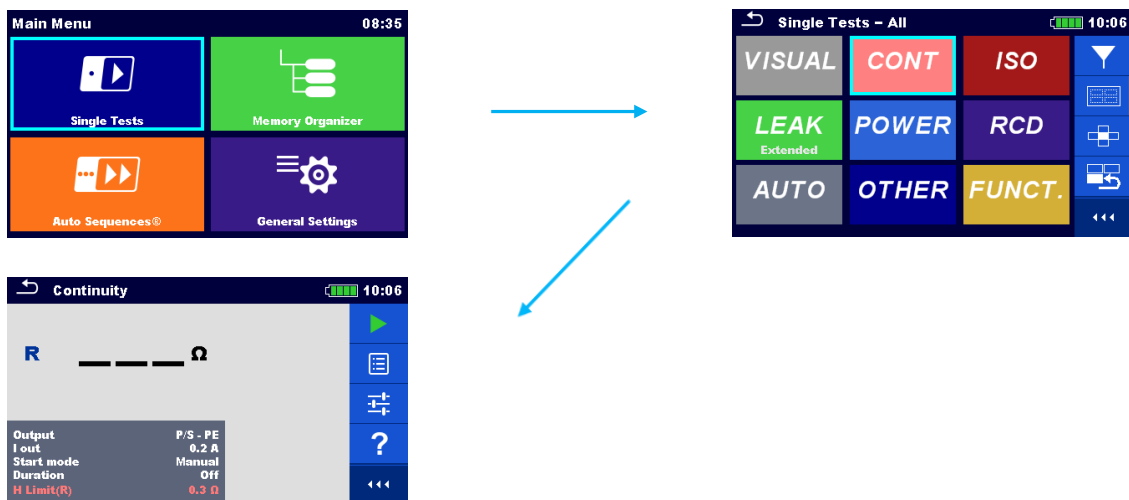 Main Menu 08:35
Single Tests Memory Organizer
Auto Sequences® General Settings
Single Tests – All 10:06
VISUAL CONT ISO
LEAK POWER RCD
Extended
AUTO OTHER FUNCT.
Continuity 10:06
R ___ Ω
?
Output P/S - PE
I out 0.2 A
Start mode Manual
Duration Off
H Limit(R) 0.3 Ω